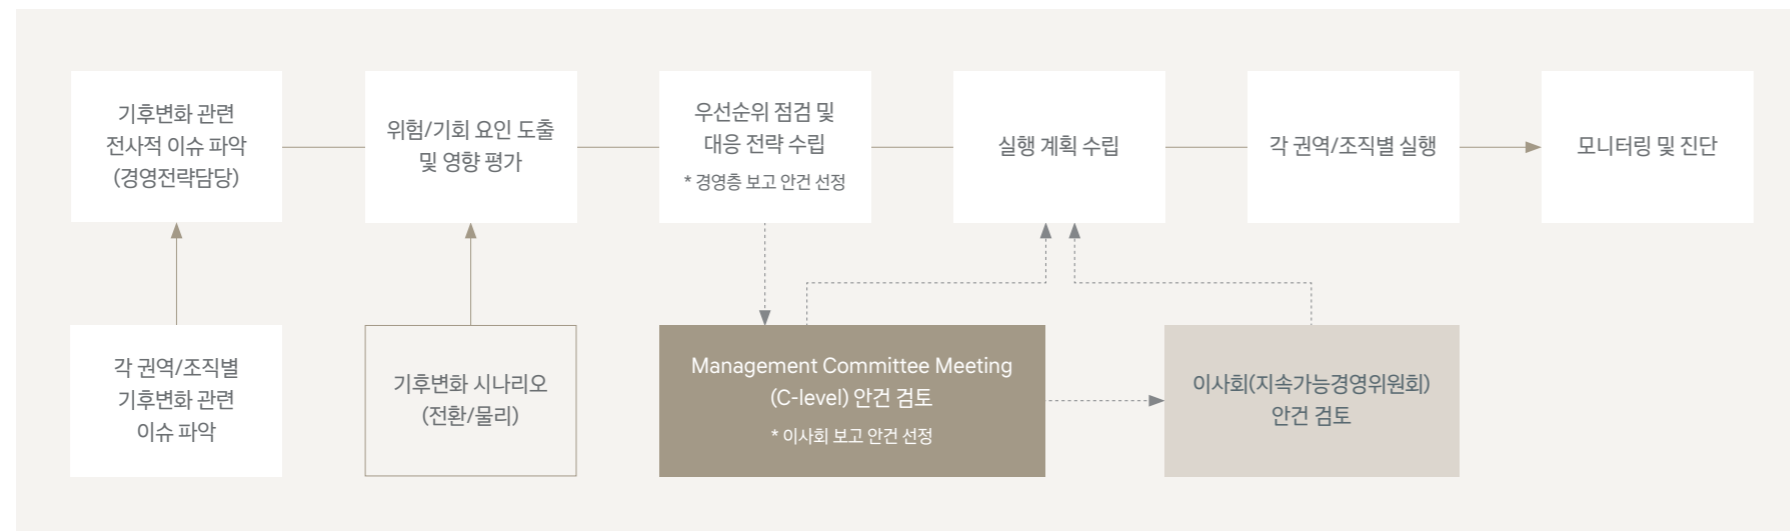 기후변화 관련
전사적 이슈 파악
(경영전략담당)
위험/기회 요인 도출
및 영향 평가
우선순위 점검 및
대응 전략 수립
* 경영층 보고 안건 선정
실행 계획 수립
각 권역/조직별 실행
모니터링 및 진단
각 권역/조직별
기후변화 관련
이슈 파악
기후변화 시나리오
(전환/물리)
Management Committee Meeting
(C-level) 안건 검토
* 이사회 보고 안건 선정
이사회(지속가능경영위원회)
안건 검토